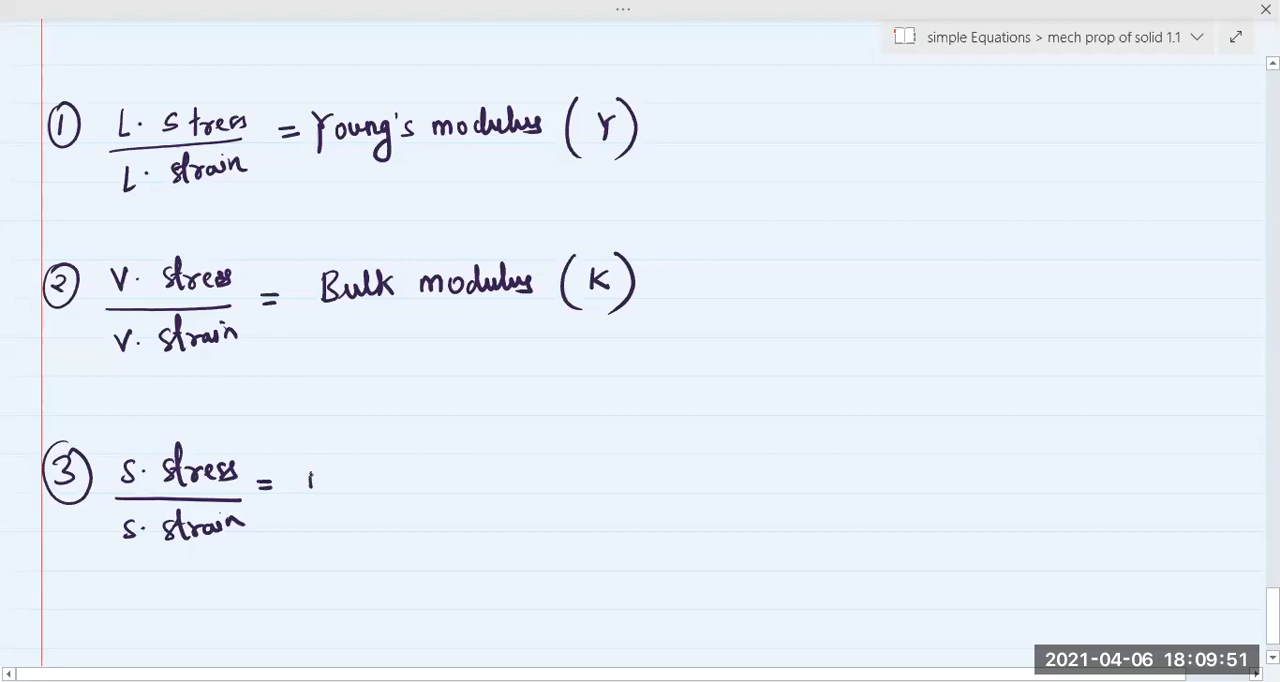 ...
simple Equations > mech prop of solid 1.1
① L. stress / L. strain = Young's modulus (Y)
② V. stress / V. strain = Bulk modulus (K)
③ S. stress / S. strain =
2021-04-06 18:09:51